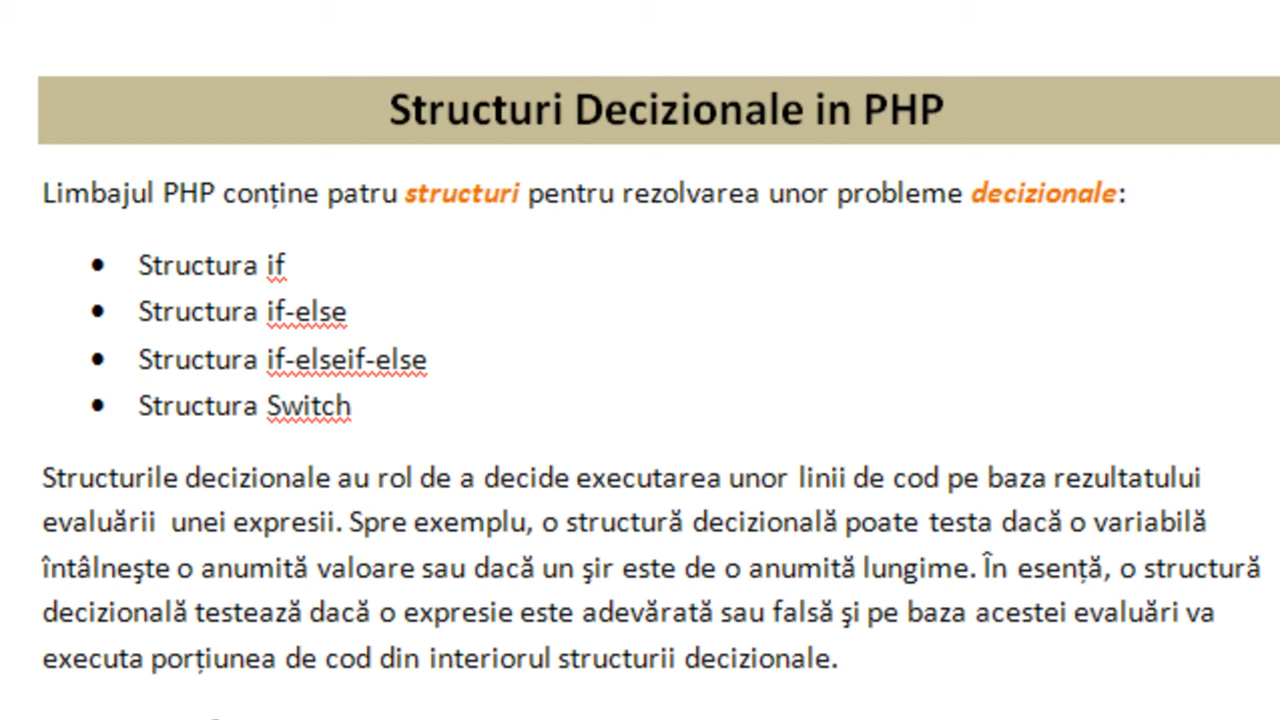 Structuri Decizionale in PHP
Limbajul PHP conține patru structuri pentru rezolvarea unor probleme decizionale:
• Structura if
• Structura if-else
• Structura if-elseif-else
• Structura Switch
Structurile decizionale au rol de a decide executarea unor linii de cod pe baza rezultatului
evaluării unei expresii. Spre exemplu, o structură decizională poate testa dacă o variabilă
întâlneşte o anumită valoare sau dacă un şir este de o anumită lungime. În esență, o structură
decizională testează dacă o expresie este adevărată sau falsă şi pe baza acestei evaluări va
executa porțiunea de cod din interiorul structurii decizionale.